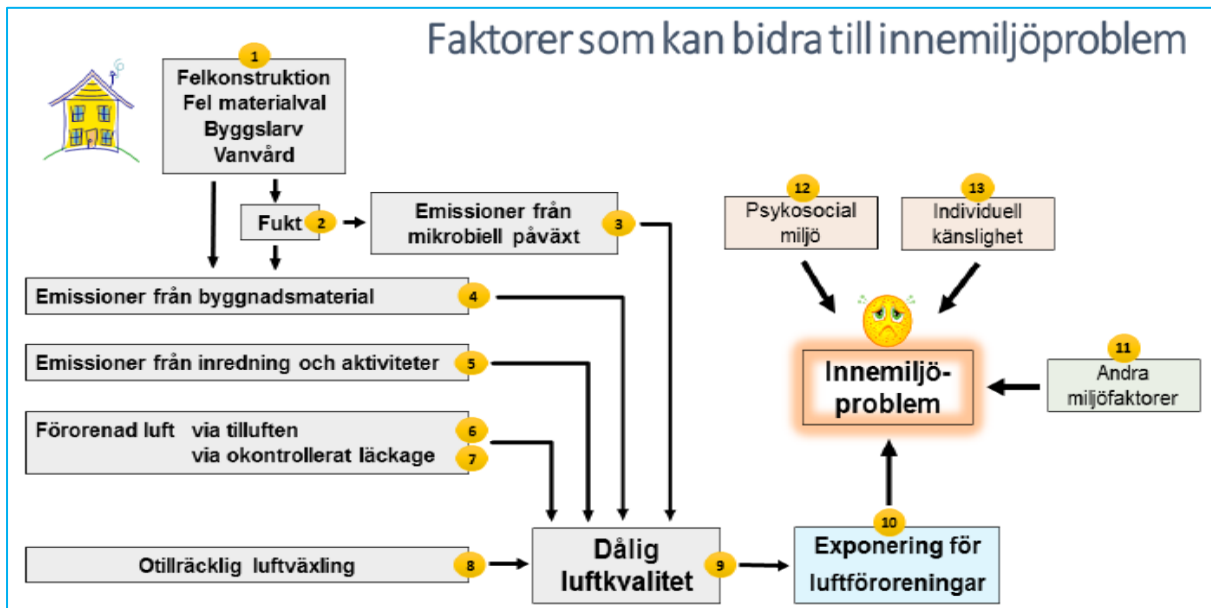 Faktorer som kan bidra till innemiljöproblem
1
Felkonstruktion
Fel materialval
Byggslarv
Vanvård
Fukt 2
Emissioner från
mikrobiell påväxt
3
Emissioner från byggnadsmaterial 4
Emissioner från inredning och aktiviteter 5
Förorenad luft via tilluften 6
via okontrollerat läckage 7
Otillräcklig luftväxling 8
Dålig
luftkvalitet
9
10
Exponering för
luftföroreningar
12
Psykosocial
miljö
13
Individuell
känslighet
11
Andra
miljöfaktorer
Innemiljö-
problem